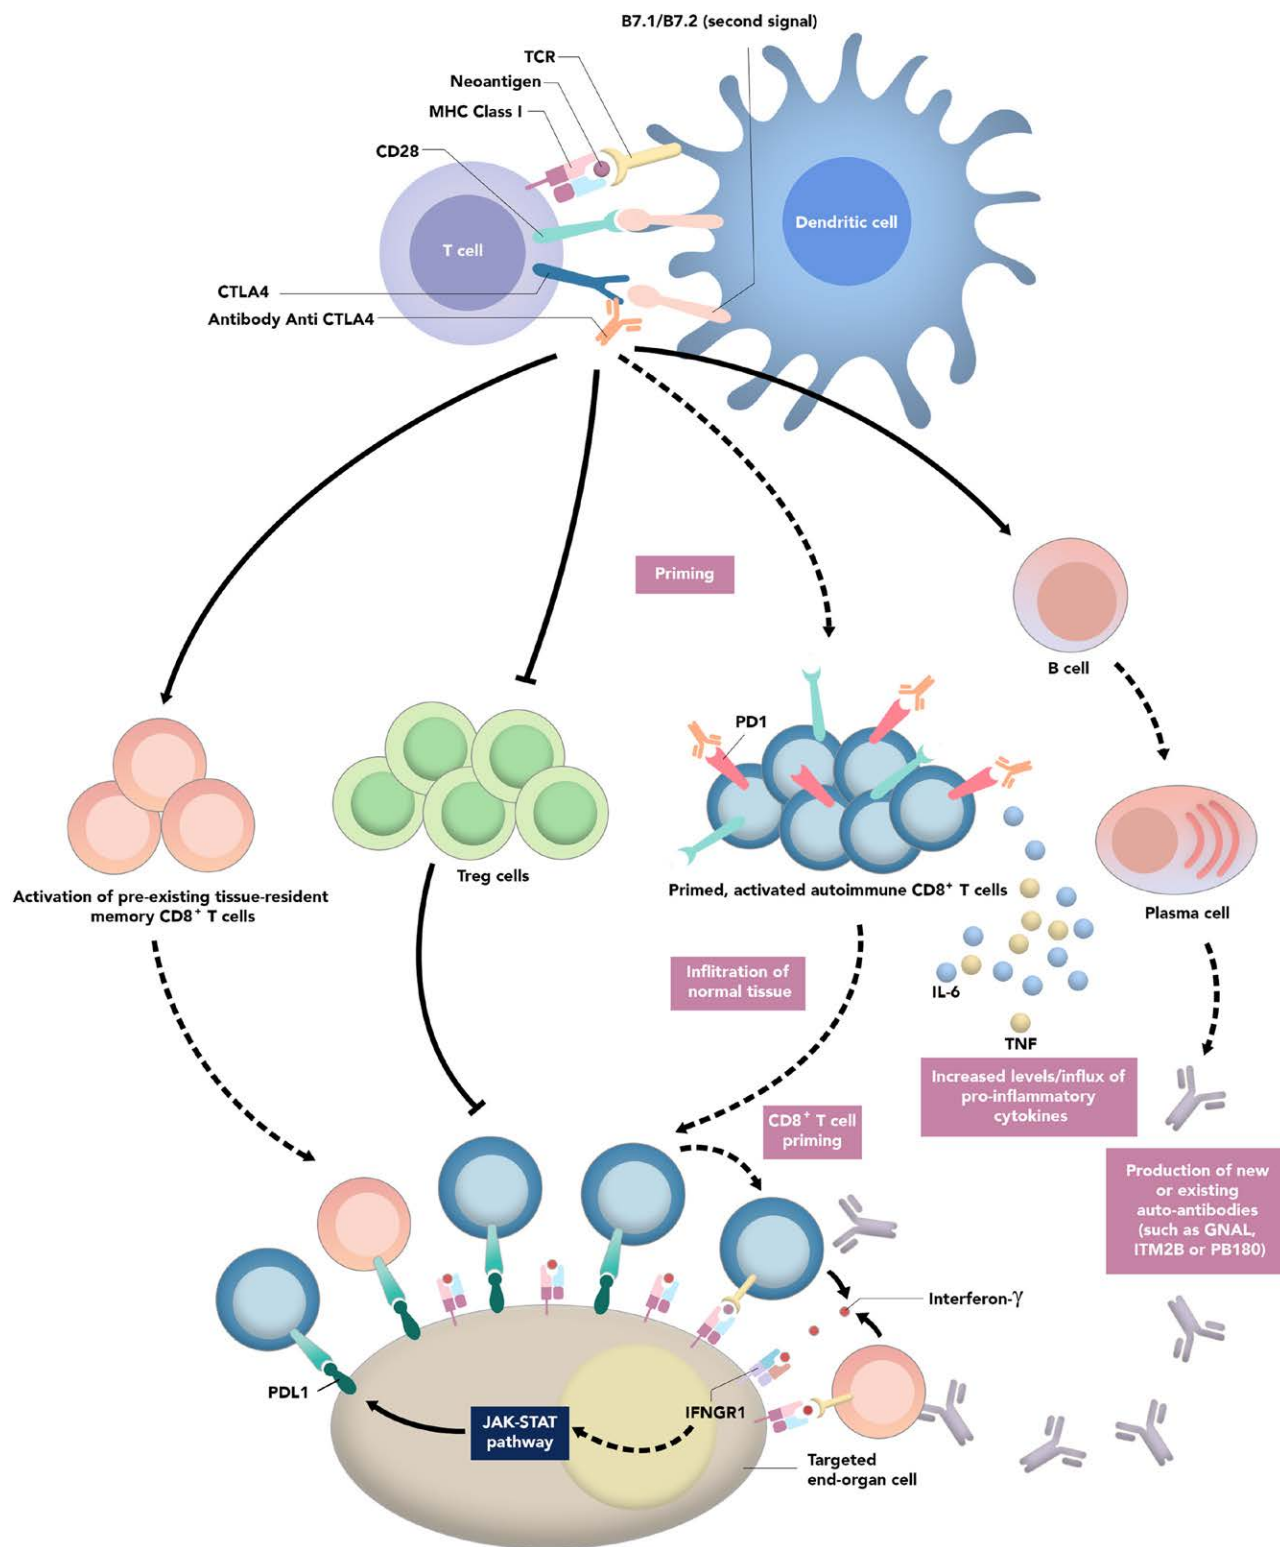 B7.1/B7.2 (second signal)
TCR
Neoantigen
MHC Class I
CD28
Dendritic cell
T cell
CTLA4
Antibody Anti CTLA4
Priming
B cell
PD1
Treg cells
Primed, activated autoimmune CD8⁺ T cells
Activation of pre-existing tissue-resident
memory CD8⁺ T cells
Plasma cell
Inflitration of
normal tissue
IL-6
TNF
Increased levels/influx of
pro-inflammatory
cytokines
CD8⁺ T cell
priming
Production of new
or existing
auto-antibodies
(such as GNAL,
ITM2B or PB180)
Interferon-γ
PDL1
IFNGR1
JAK-STAT
pathway
Targeted
end-organ cell